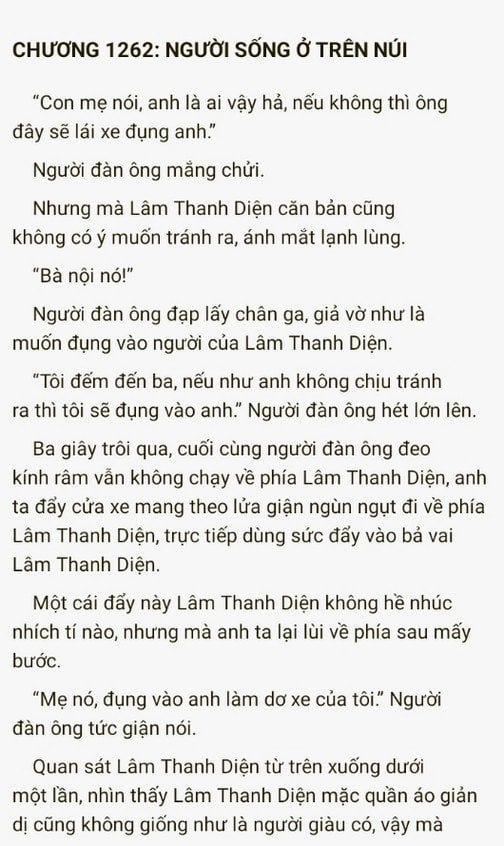 CHƯƠNG 1262: NGƯỜI SỐNG Ở TRÊN NÚI
“Con mẹ nói, anh là ai vậy hả, nếu không thì ông
đây sẽ lái xe đụng anh.”
Người đàn ông mắng chửi.
Nhưng mà Lâm Thanh Diện căn bản cũng
không có ý muốn tránh ra, ánh mắt lạnh lùng.
“Bà nội nó!”
Người đàn ông đạp lấy chân ga, giả vờ như là
muốn đụng vào người của Lâm Thanh Diện.
“Tôi đếm đến ba, nếu như anh không chịu tránh
ra thì tôi sẽ đụng vào anh.” Người đàn ông hét lớn lên.
Ba giây trôi qua, cuối cùng người đàn ông đeo
kính râm vẫn không chạy về phía Lâm Thanh Diện, anh
ta đẩy cửa xe mang theo lửa giận ngùn ngụt đi về phía
Lâm Thanh Diện, trực tiếp dùng sức đẩy vào bả vai
Lâm Thanh Diện.
Một cái đẩy này Lâm Thanh Diện không hề nhúc
nhích tí nào, nhưng mà anh ta lại lùi về phía sau mấy
bước.
“Mẹ nó, đụng vào anh làm dơ xe của tôi.” Người
đàn ông tức giận nói.
Quan sát Lâm Thanh Diện từ trên xuống dưới
một lần, nhìn thấy Lâm Thanh Diện mặc quần áo giản
dị cũng không giống như là người giàu có, vậy mà